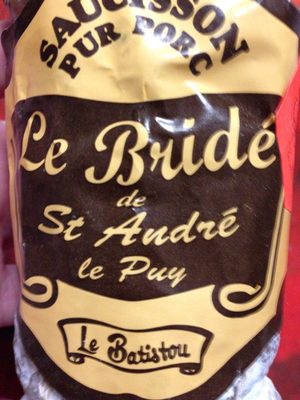 SAUCISSON
PUR PORC
Le Bridé
de
St André
le Puy
Le Batistou